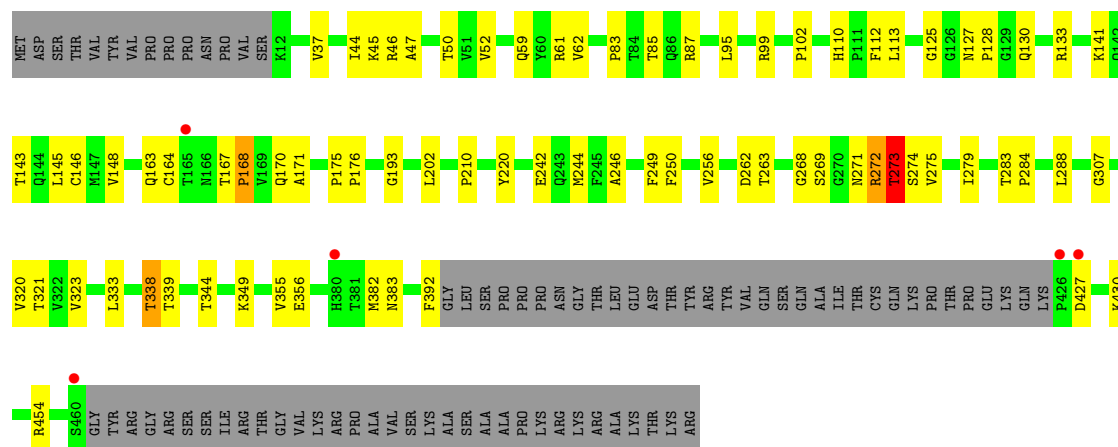 MET ASP SER THR VAL TYR VAL PRO PRO PRO ASN PRO VAL SER K12 V37 I44 K45 R46 A47 T50 V51 V52 Q59 Y60 R61 V62 P83 T84 T85 Q86 R87 L95 R99 P102 H110 P111 F112 L113 G125 G126 N127 P128 G129 Q130 R133 K141 Q142
T143 Q144 L145 C146 M147 V148 Q163 C164 T165 N166 T167 P168 V169 Q170 A171 P175 P176 G193 L202 P210 Y220 E242 Q243 M244 F245 A246 F249 F250 V256 D262 T263 G268 S269 G270 N271 R272 T273 S274 V275 I279 T283 P284 L288 G307
V320 T321 V322 V323 L333 T338 T339 T344 K349 V355 E356 H380 T381 M382 N383 F392 GLY LEU SER PRO PRO PRO ASN GLY THR LEU GLU ASP THR TYR ARG TYR VAL GLN SER GLN ALA ILE THR CYS GLN LYS PRO THR PRO GLU LYS GLN LYS P426 D427 K430
R454 S460 GLY TYR ARG GLY ARG SER SER ILE ARG THR GLY VAL LYS ARG PRO ALA VAL SER LYS ALA SER ALA ALA PRO LYS ARG LYS ARG ALA LYS THR LYS ARG